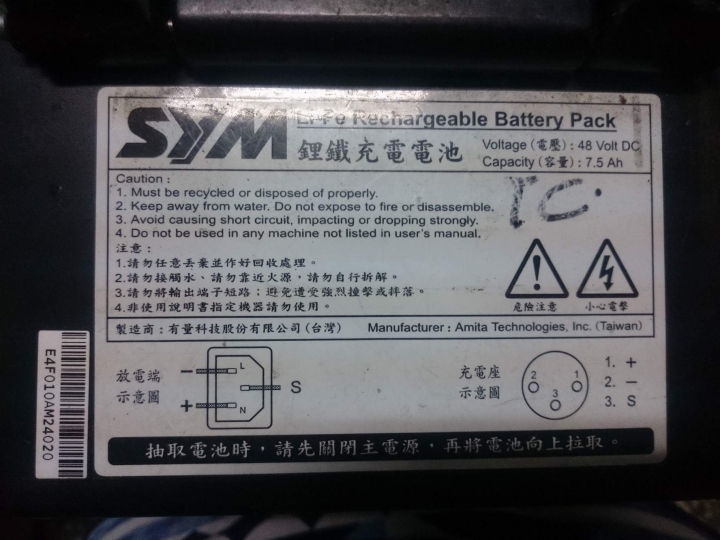 SYM
Li-Fe Rechargeable Battery Pack
鋰鐵充電電池
Voltage (電壓) : 48 Volt DC
Capacity (容量) : 7.5 Ah
Caution :
1. Must be recycled or disposed of properly.
2. Keep away from water. Do not expose to fire or disassemble.
3. Avoid causing short circuit, impacting or dropping strongly.
4. Do not be used in any machine not listed in user's manual.
注意 :
1.請勿任意丟棄並作好回收處理。
2.請勿接觸水、請勿靠近火源，請勿自行拆解。
3.請勿將輸出端子短路；避免遭受強烈撞擊或摔落。
4.非使用說明書指定機器請勿使用。
危險注意
小心電擊
製造商 : 有量科技股份有限公司 (台灣)
Manufacturer : Amita Technologies, Inc. (Taiwan)
放電端
示意圖
− L
S
+ N
充電座
示意圖
2 1
3
1. +
2. −
3. S
抽取電池時，請先關閉主電源，再將電池向上拉取。
E4F010AM24020